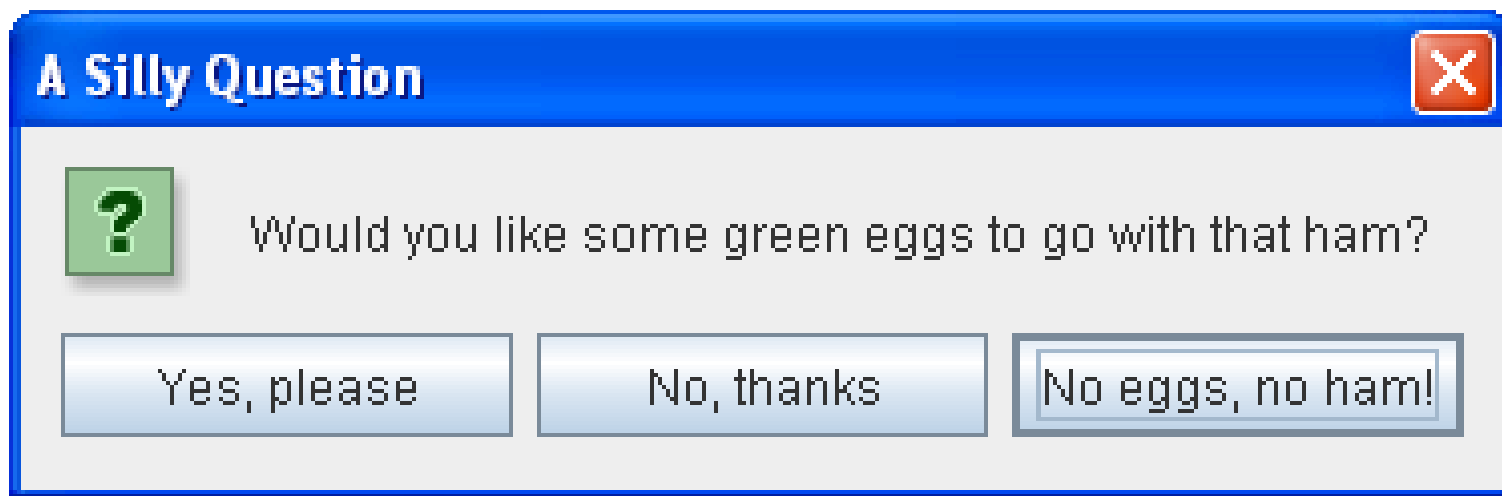 A Silly Question
?
Would you like some green eggs to go with that ham?
Yes, please
No, thanks
No eggs, no ham!